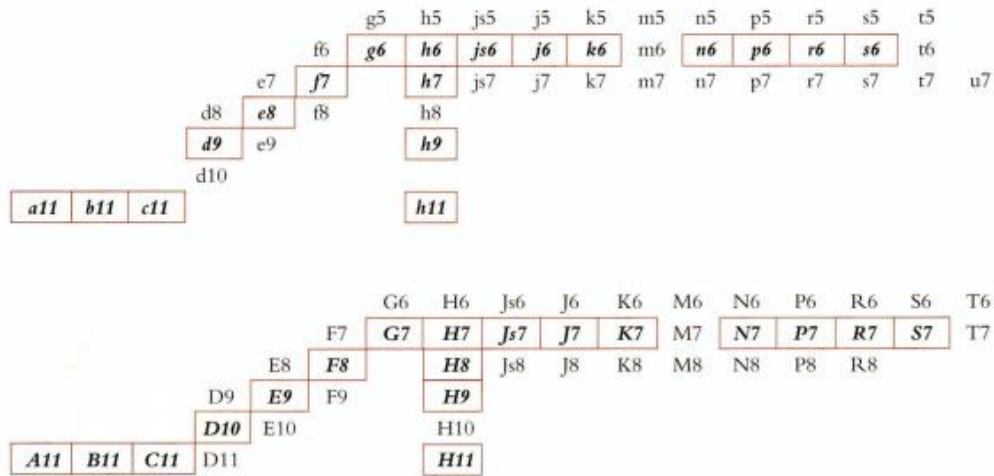 g5 h5 js5 j5 k5 m5 n5 p5 r5 s5 t5
f6 g6 h6 js6 j6 k6 m6 n6 p6 r6 s6 t6
e7 f7 h7 js7 j7 k7 m7 n7 p7 r7 s7 t7 u7
d8 e8 f8 h8
d9 e9 h9
d10
a11 b11 c11 h11
G6 H6 Js6 J6 K6 M6 N6 P6 R6 S6 T6
F7 G7 H7 Js7 J7 K7 M7 N7 P7 R7 S7 T7
E8 F8 H8 Js8 J8 K8 M8 N8 P8 R8
D9 E9 F9 H9
D10 E10 H10
A11 B11 C11 D11 H11